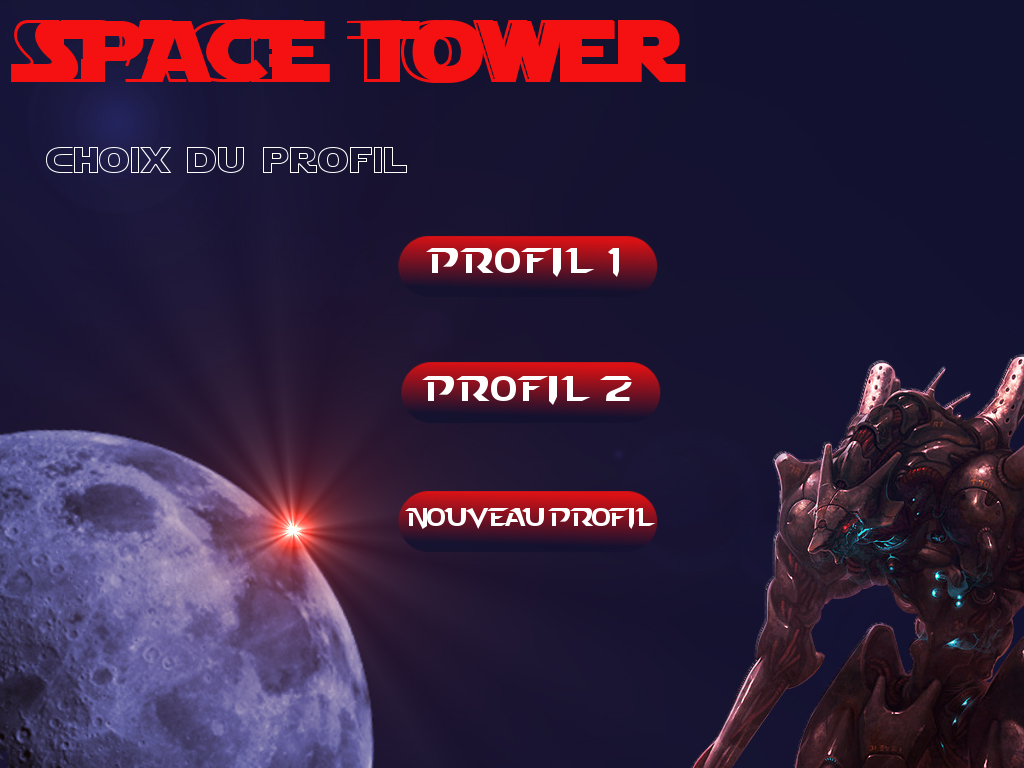 SPACE TOWER
CHOIX DU PROFIL
PROFIL 1
PROFIL 2
NOUVEAU PROFIL